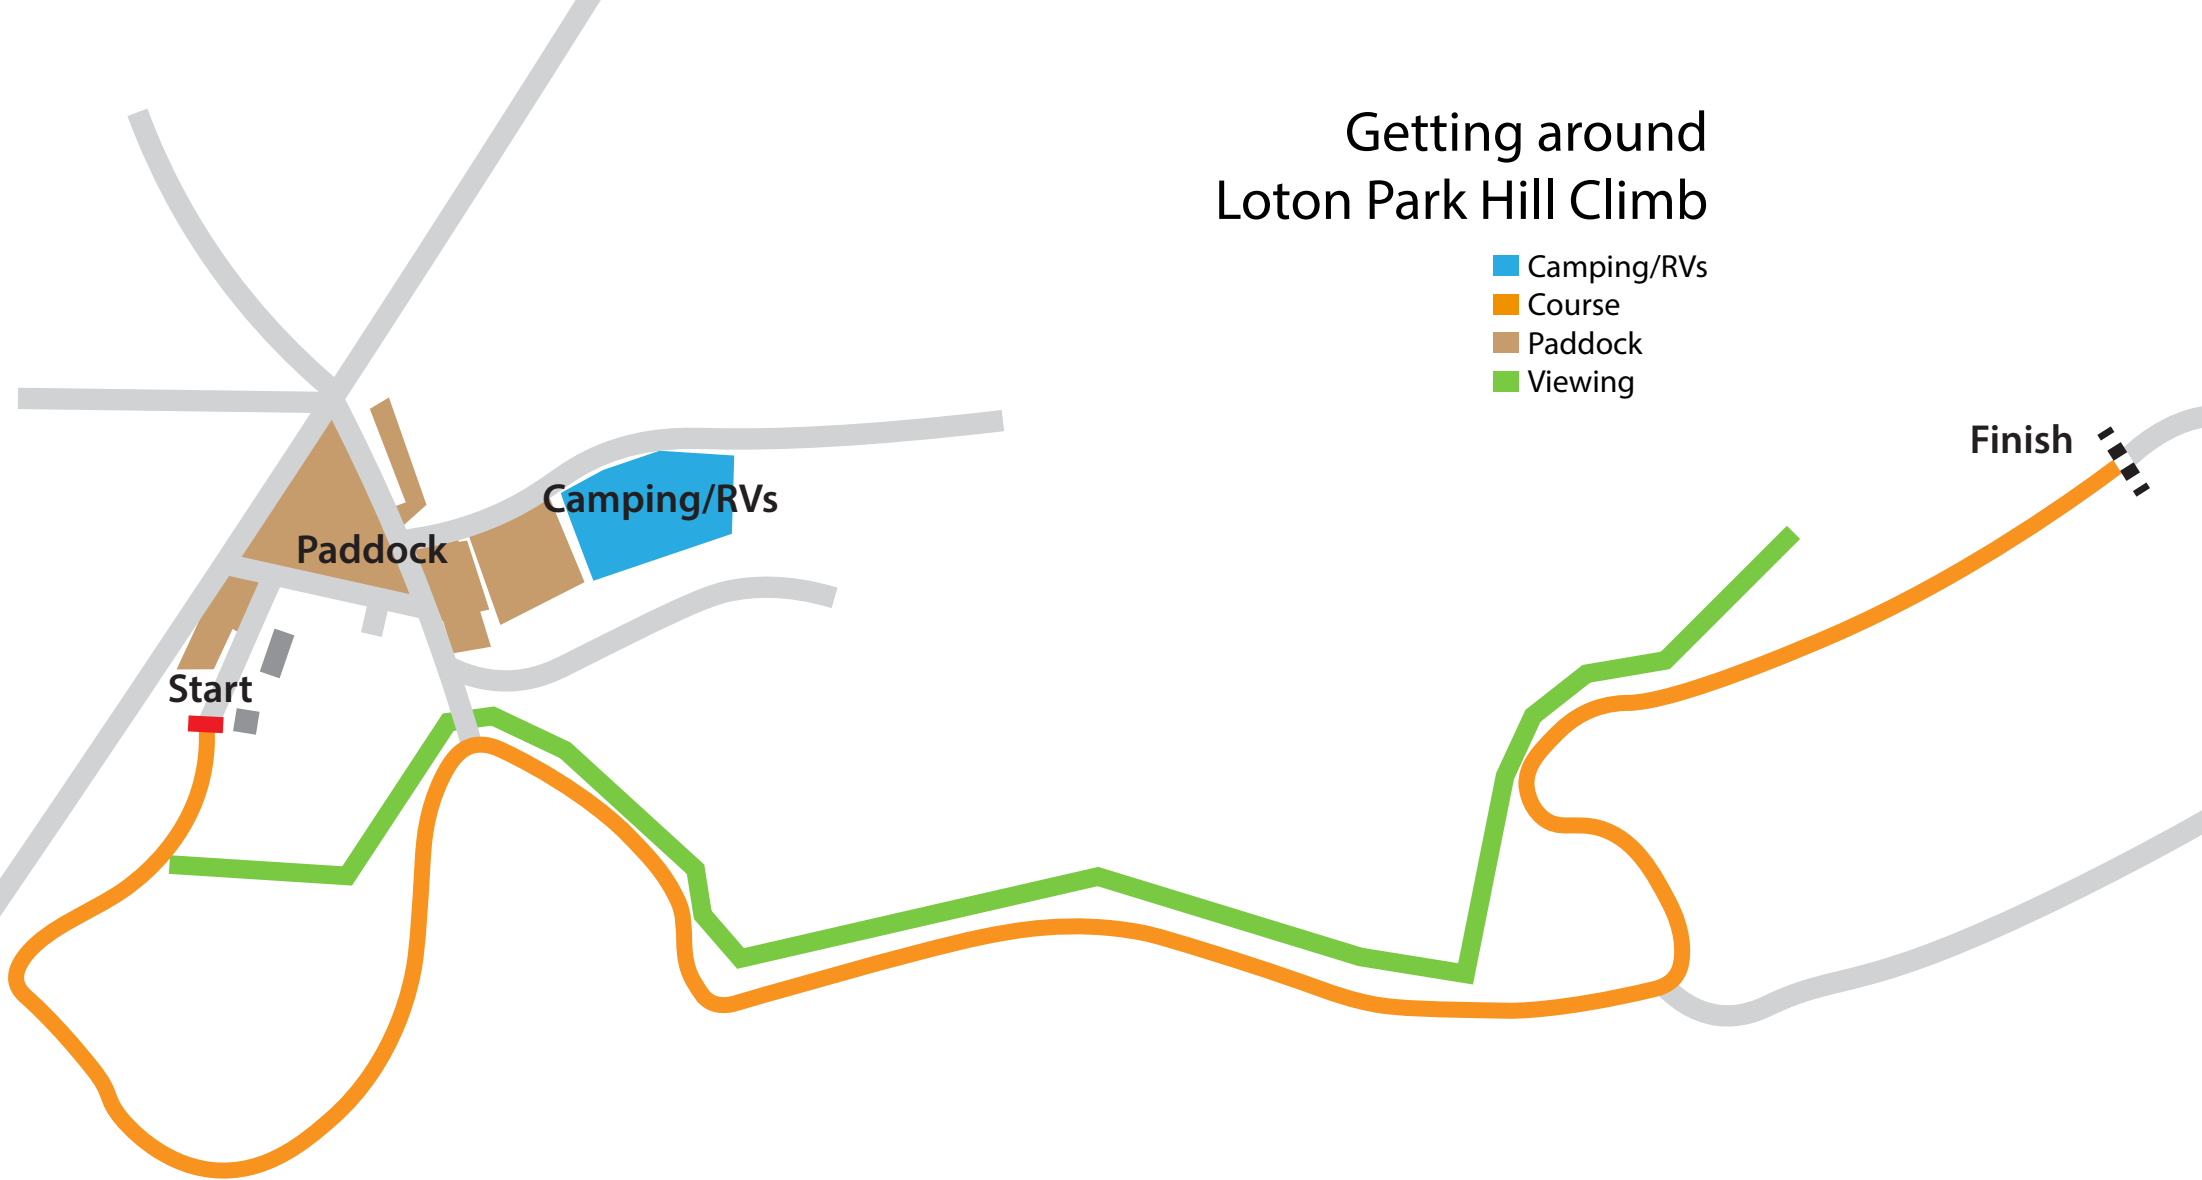 Getting around
Loton Park Hill Climb
Camping/RVs
Course
Paddock
Viewing
Finish
Camping/RVs
Paddock
Start